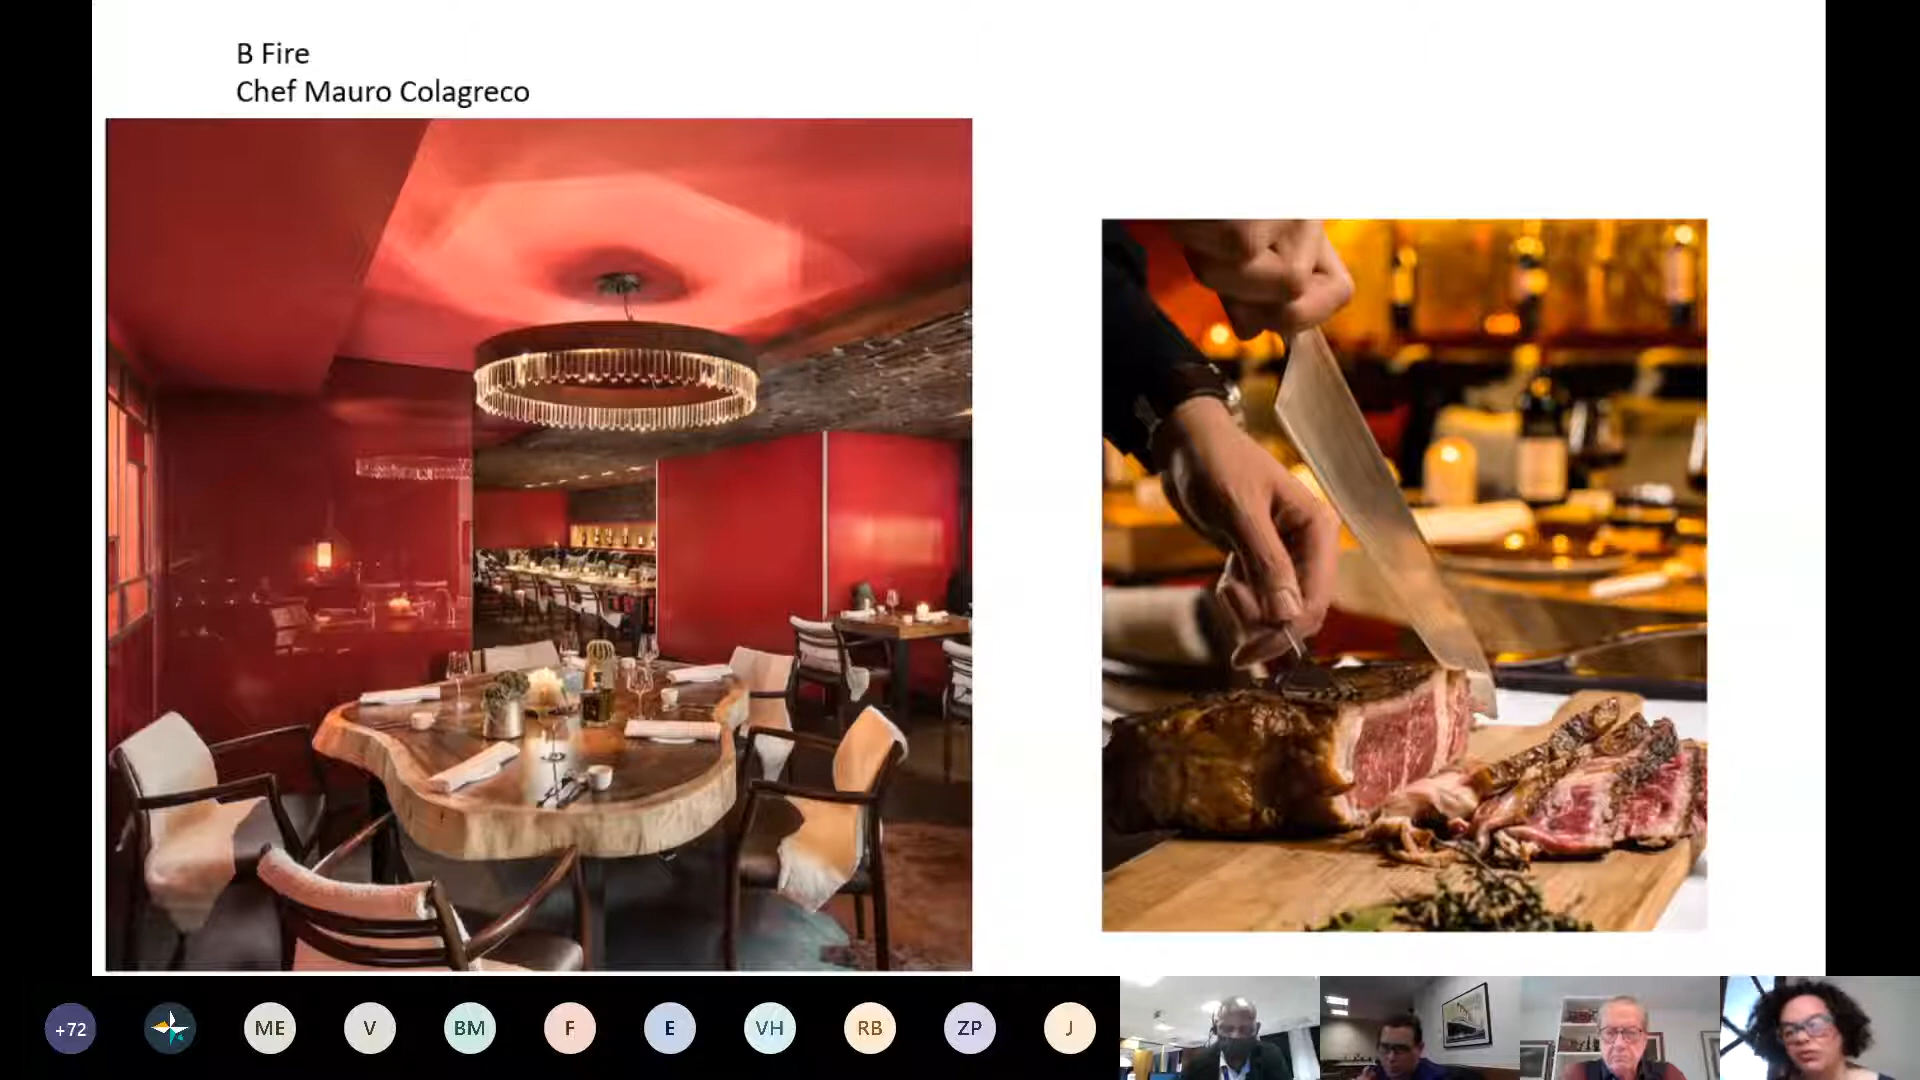 B Fire
Chef Mauro Colagreco
+72
ME
V
BM
F
E
VH
RB
ZP
J